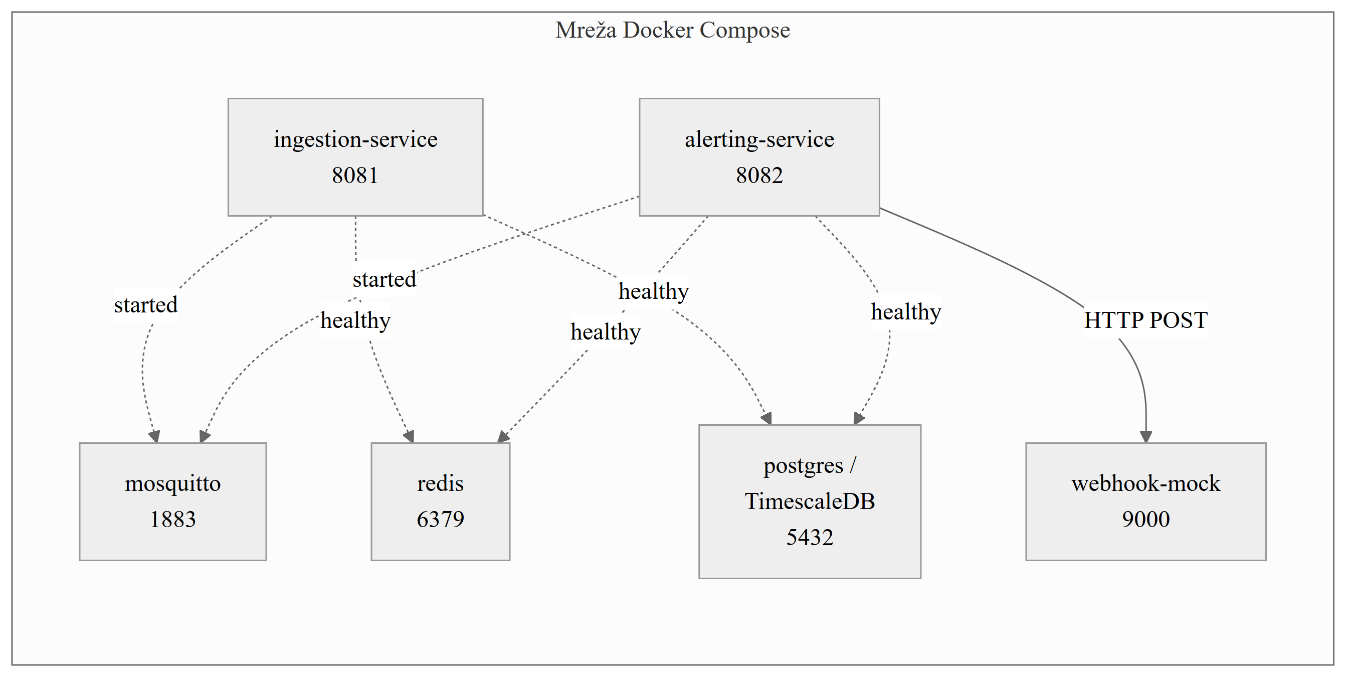 Mreža Docker Compose
ingestion-service
8081
alerting-service
8082
started
started
healthy
healthy
healthy
healthy
HTTP POST
mosquitto
1883
redis
6379
postgres /
TimescaleDB
5432
webhook-mock
9000